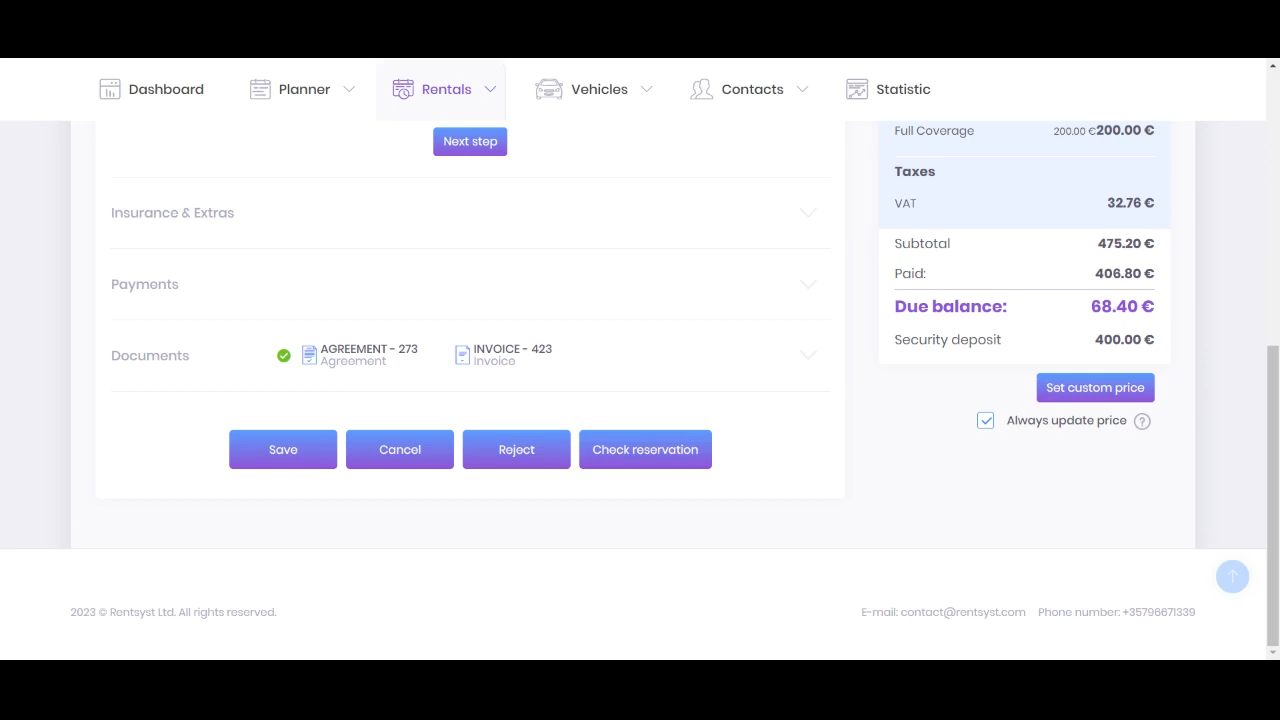 Dashboard Planner Rentals Vehicles Contacts Statistic
Next step
Insurance & Extras
Payments
Documents AGREEMENT - 273 INVOICE - 423
Agreement Invoice
Save Cancel Reject Check reservation
Full Coverage 200.00 €200.00 €
Taxes
VAT 32.76 €
Subtotal 475.20 €
Paid: 406.80 €
Due balance: 68.40 €
Security deposit 400.00 €
Set custom price
Always update price ?
2023 © Rentsyst Ltd. All rights reserved. E-mail: contact@rentsyst.com Phone number: +35796671339